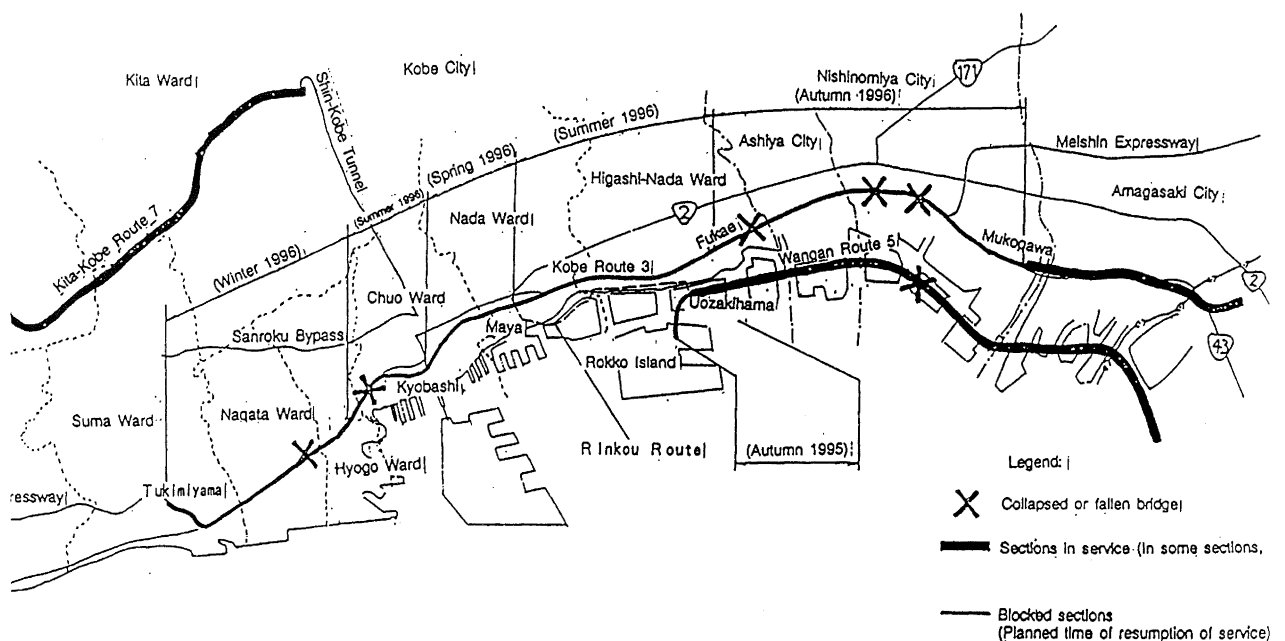 Kita Ward
Kobe City
Nishinomiya City
171
(Autumn 1996)
Shin-Kobe Tunnel
(Summer 1996)
Ashiya City
Meishin Expressway
(Spring 1996)
Higashi-Nada Ward
Amagasaki City
(Summer 1996)
Nada Ward
2
Fukae
Kita-Kobe Route 7
(Winter 1996)
Kobe Route 3
Wangan Route 5
Mukogawa
2
Chuo Ward
Uozakihama
Sanroku Bypass
Maya
43
Rokko Island
Kyobashi
Suma Ward
Nagata Ward
Rinkou Route
(Autumn 1995)
Hyogo Ward
Legend:
Tukimiyama
ressway
Collapsed or fallen bridge
Sections in service (In some sections,
Blocked sections
(Planned time of resumption of service)